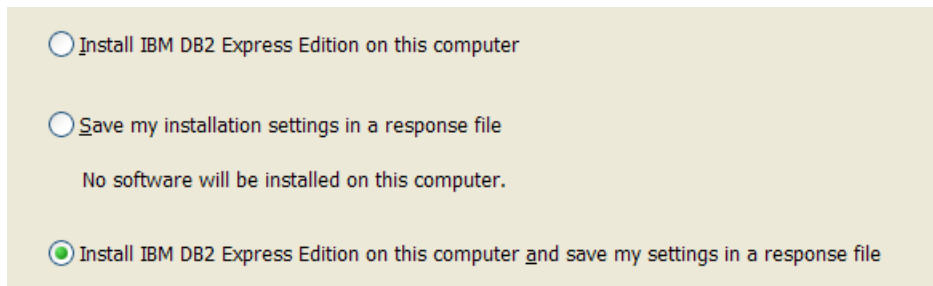 Install IBM DB2 Express Edition on this computer
Save my installation settings in a response file
No software will be installed on this computer.
Install IBM DB2 Express Edition on this computer and save my settings in a response file